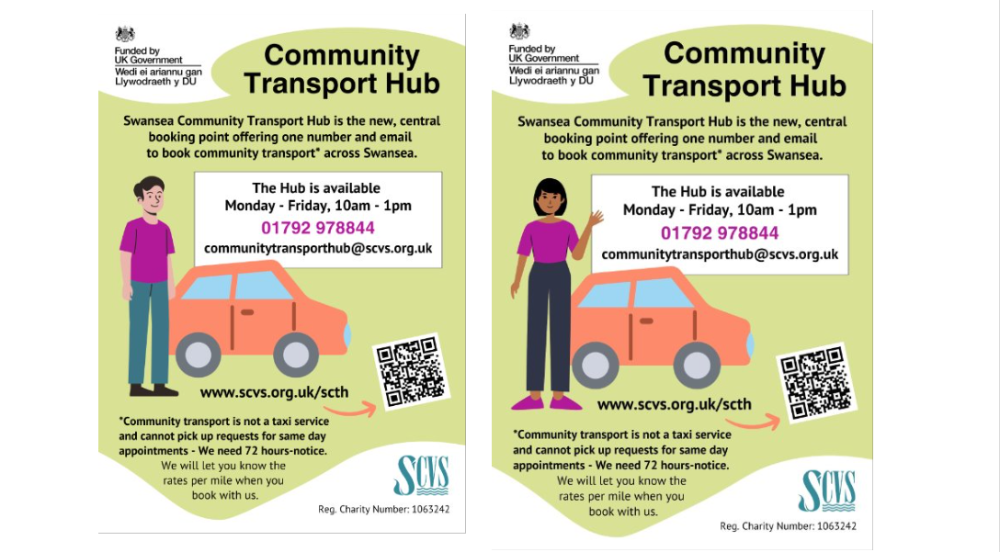 Funded by
UK Government
Wedi ei ariannu gan
Llywodraeth y DU
Community
Transport Hub
Swansea Community Transport Hub is the new, central
booking point offering one number and email
to book community transport* across Swansea.
The Hub is available
Monday - Friday, 10am - 1pm
01792 978844
communitytransporthub@scvs.org.uk
www.scvs.org.uk/scth
*Community transport is not a taxi service
and cannot pick up requests for same day
appointments - We need 72 hours-notice.
We will let you know the
rates per mile when you
book with us.
SCVS
Reg. Charity Number: 1063242
Funded by
UK Government
Wedi ei ariannu gan
Llywodraeth y DU
Community
Transport Hub
Swansea Community Transport Hub is the new, central
booking point offering one number and email
to book community transport* across Swansea.
The Hub is available
Monday - Friday, 10am - 1pm
01792 978844
communitytransporthub@scvs.org.uk
www.scvs.org.uk/scth
*Community transport is not a taxi service
and cannot pick up requests for same day
appointments - We need 72 hours-notice.
We will let you know the
rates per mile when you
book with us.
SCVS
Reg. Charity Number: 1063242